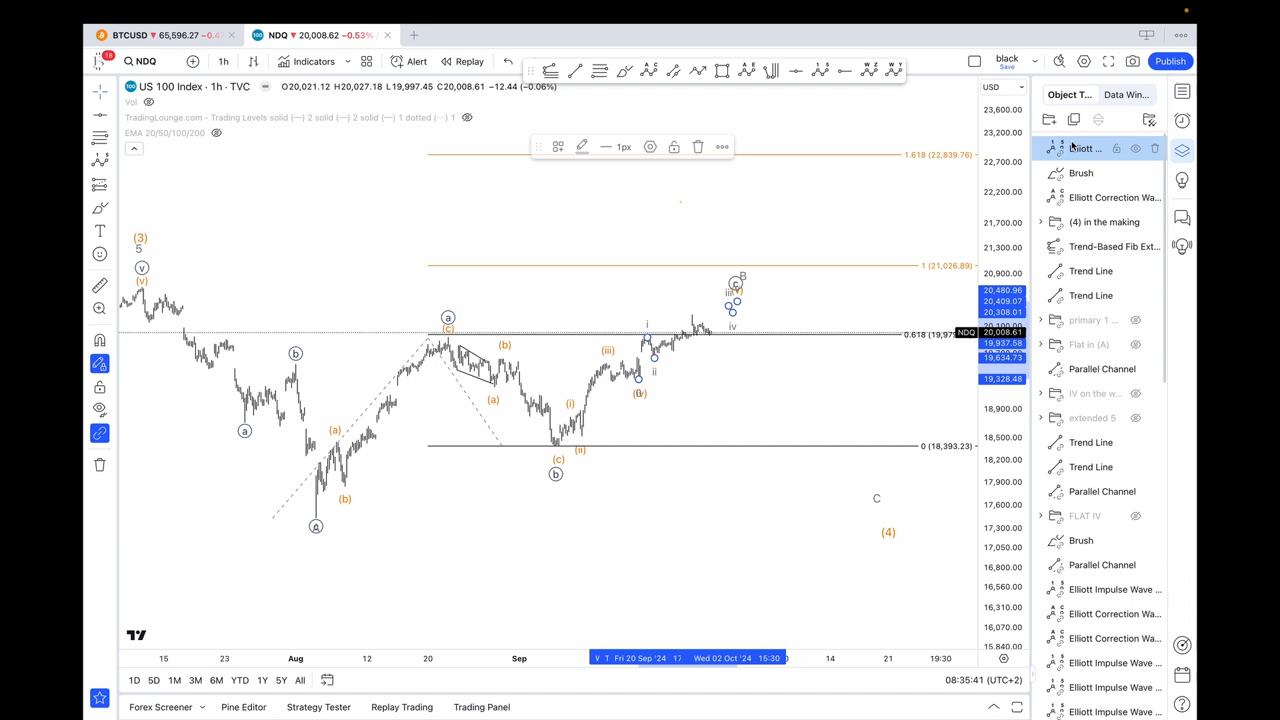 BTCUSD 65,596.27 −0.4
NDQ 20,008.62 −0.53%
18
NDQ 1h Indicators Alert Replay
black
Save
Publish
US 100 Index · 1h · TVC O20,021.12 H20,027.18 L19,997.45 C20,008.61 −12.44 (−0.06%)
USD
Object T... Data Win...
Vol
TradingLounge.com - Trading Levels solid (—) 2 solid (—) 2 solid (—) 1 dotted (···) 1
EMA 20/50/100/200
1px
23,600.00
23,200.00
22,700.00
22,200.00
21,700.00
21,300.00
20,900.00
20,480.96
20,409.07
20,308.01
20,100.00
NDQ 20,008.61
19,937.58
19,634.73
19,328.48
18,900.00
18,500.00
18,200.00
17,900.00
17,600.00
17,300.00
17,050.00
16,800.00
16,560.00
16,310.00
16,070.00
15,840.00
1.618 (22,839.76)
1 (21,026.89)
0.618 (19,97
0 (18,393.23)
(3)
5
v
(v)
a
b
(a)
(b)
a
(c)
(b)
(a)
(c)
b
(i)
(ii)
(iii)
(iv)
i
ii
iii
iv
B
c
C
(4)
Elliott ...
Brush
Elliott Correction Wa...
(4) in the making
Trend-Based Fib Ext...
Trend Line
Trend Line
primary 1 ...
Flat in (A)
Parallel Channel
IV on the w...
extended 5
Trend Line
Trend Line
Parallel Channel
FLAT IV
Brush
Parallel Channel
Elliott Impulse Wave ...
Elliott Correction Wa...
Elliott Correction Wa...
Elliott Impulse Wave ...
Elliott Impulse Wave ...
Elliott Impulse Wave ...
15 23 Aug 12 20 Sep Fri 20 Sep '24 17 Wed 02 Oct '24 15:30 14 21 19:30
1D 5D 1M 3M 6M YTD 1Y 5Y All
08:35:41 (UTC+2)
Forex Screener Pine Editor Strategy Tester Replay Trading Trading Panel